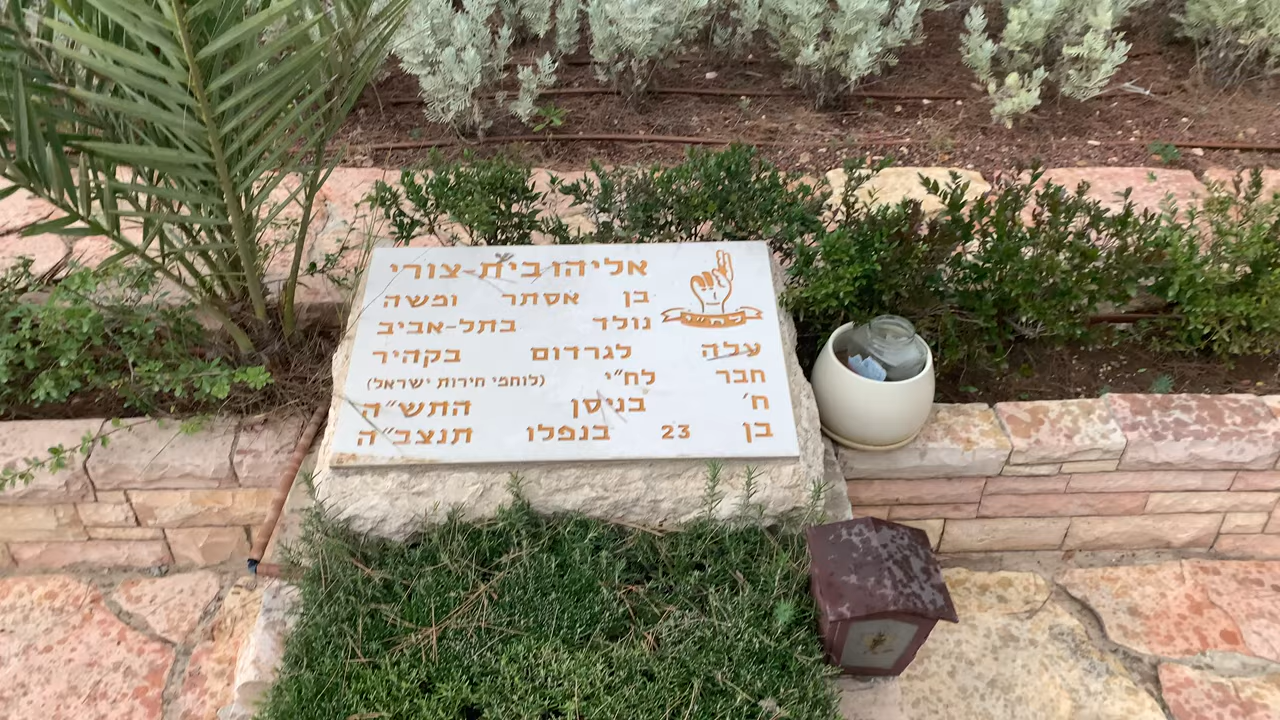 אליהו בית-צורי
בן אסתר ומשה
נולד בתל-אביב
לח"י
עלה לגרדום בקהיר
חבר לח"י (לוחמי חירות ישראל)
ח' בניסן התש"ה
בן 23 בנפלו תנצב"ה